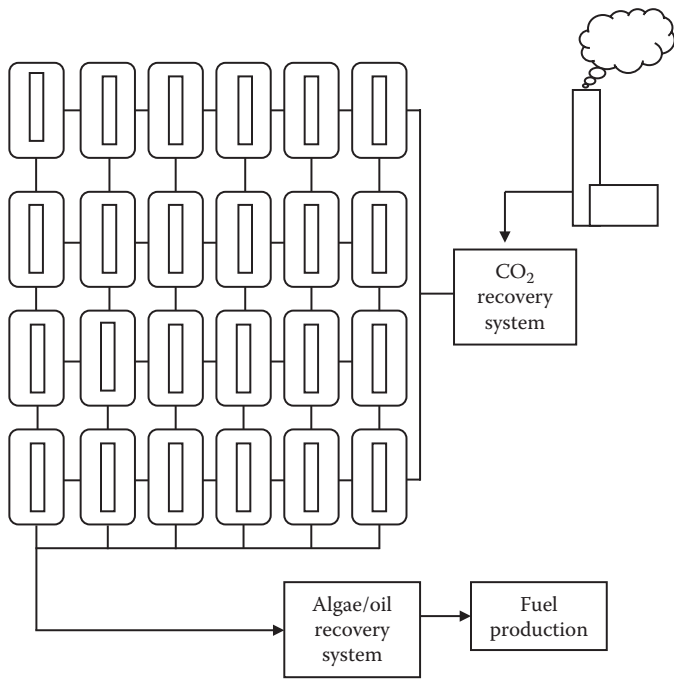 CO₂
recovery
system
Algae/oil
recovery
system
Fuel
production